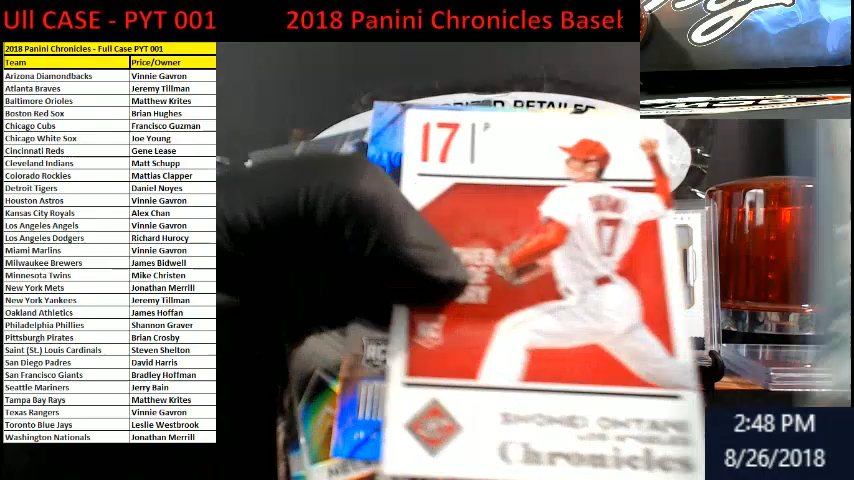 Ull CASE - PYT 001
2018 Panini Chronicles Baseb
2018 Panini Chronicles - Full Case PYT 001
Team Price/Owner
Arizona Diamondbacks Vinnie Gavron
Atlanta Braves Jeremy Tillman
Baltimore Orioles Matthew Krites
Boston Red Sox Brian Hughes
Chicago Cubs Francisco Guzman
Chicago White Sox Joe Young
Cincinnati Reds Gene Lease
Cleveland Indians Matt Schupp
Colorado Rockies Mattias Clapper
Detroit Tigers Daniel Noyes
Houston Astros Vinnie Gavron
Kansas City Royals Alex Chan
Los Angeles Angels Vinnie Gavron
Los Angeles Dodgers Richard Hurocy
Miami Marlins Vinnie Gavron
Milwaukee Brewers James Bidwell
Minnesota Twins Mike Christen
New York Mets Jonathan Merrill
New York Yankees Jeremy Tillman
Oakland Athletics James Hoffan
Philadelphia Phillies Shannon Graver
Pittsburgh Pirates Brian Crosby
Saint (St.) Louis Cardinals Steven Shelton
San Diego Padres David Harris
San Francisco Giants Bradley Hoffman
Seattle Mariners Jerry Bain
Tampa Bay Rays Matthew Krites
Texas Rangers Vinnie Gavron
Toronto Blue Jays Leslie Westbrook
Washington Nationals Jonathan Merrill
RETAILER
17 P
17
SHOHEI OHTANI
LOS ANGELES
Chronicles
2:48 PM
8/26/2018